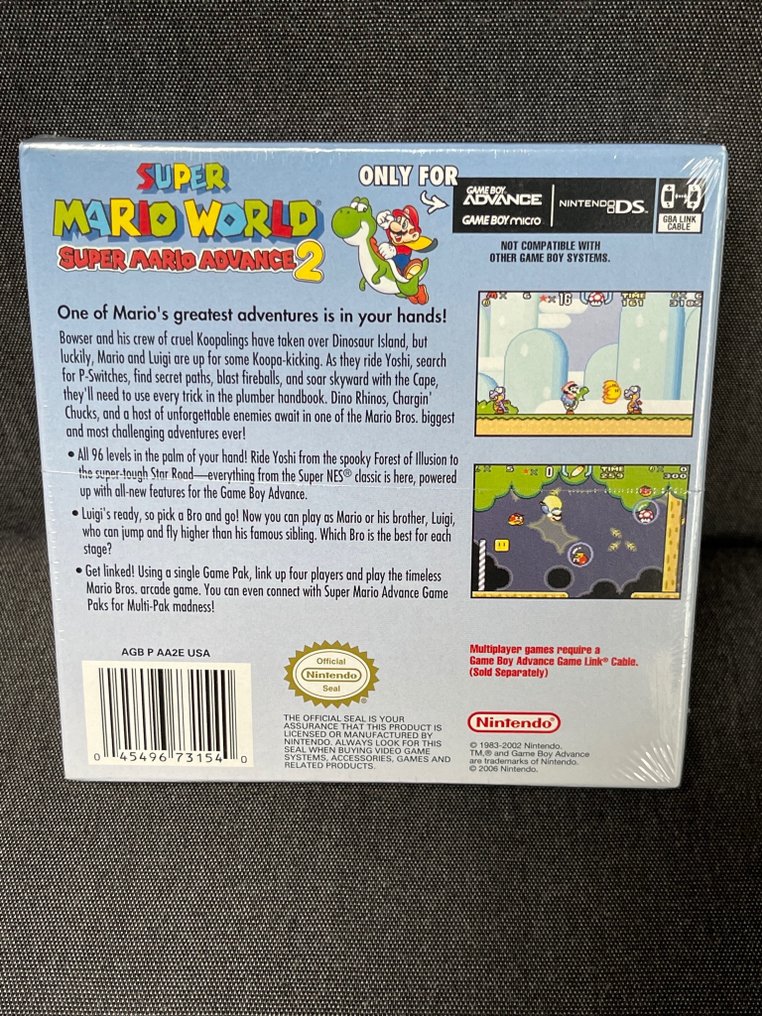 SUPER
MARIO WORLD
SUPER MARIO ADVANCE 2
ONLY FOR
GAME BOY
ADVANCE
GAME BOY micro
NINTENDO DS™
GBA LINK
CABLE
NOT COMPATIBLE WITH
OTHER GAME BOY SYSTEMS.
One of Mario's greatest adventures is in your hands!
Bowser and his crew of cruel Koopalings have taken over Dinosaur Island, but
luckily, Mario and Luigi are up for some Koopa-kicking. As they ride Yoshi, search
for P-Switches, find secret paths, blast fireballs, and soar skyward with the Cape,
they'll need to use every trick in the plumber handbook. Dino Rhinos, Chargin'
Chucks, and a host of unforgettable enemies await in one of the Mario Bros. biggest
and most challenging adventures ever!
• All 96 levels in the palm of your hand! Ride Yoshi from the spooky Forest of Illusion to
the super-tough Star Road—everything from the Super NES® classic is here, powered
up with all-new features for the Game Boy Advance.
• Luigi's ready, so pick a Bro and go! Now you can play as Mario or his brother, Luigi,
who can jump and fly higher than his famous sibling. Which Bro is the best for each
stage?
• Get linked! Using a single Game Pak, link up four players and play the timeless
Mario Bros. arcade game. You can even connect with Super Mario Advance Game
Paks for Multi-Pak madness!
× 6 ★×16 TIME
161
× 5 ★× 0 TIME × 0
255 300
AGB P AA2E USA
0 45496 73154 0
Official
Nintendo
Seal
®
THE OFFICIAL SEAL IS YOUR
ASSURANCE THAT THIS PRODUCT IS
LICENSED OR MANUFACTURED BY
NINTENDO. ALWAYS LOOK FOR THIS
SEAL WHEN BUYING VIDEO GAME
SYSTEMS, ACCESSORIES, GAMES AND
RELATED PRODUCTS.
Multiplayer games require a
Game Boy Advance Game Link® Cable.
(Sold Separately)
Nintendo®
© 1983-2002 Nintendo.
TM,® and Game Boy Advance
are trademarks of Nintendo.
© 2006 Nintendo.